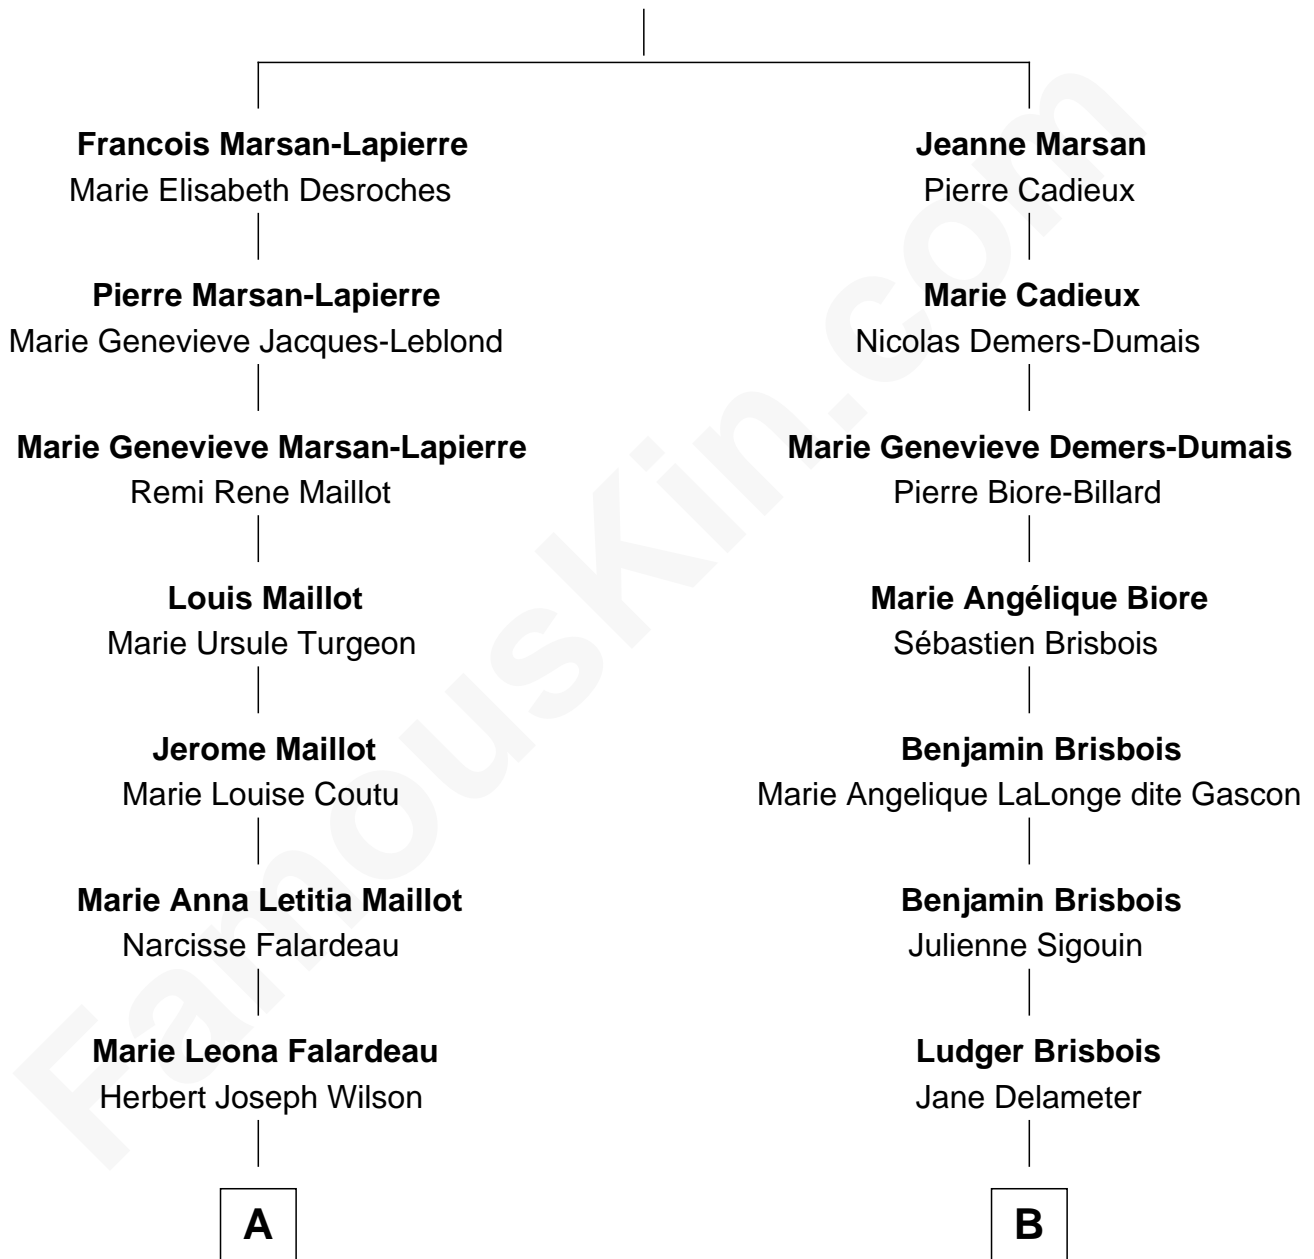 Francois Marsan-Lapierre
Marie Elisabeth Desroches
Pierre Marsan-Lapierre
Marie Genevieve Jacques-Leblond
Marie Genevieve Marsan-Lapierre
Remi Rene Maillot
Louis Maillot
Marie Ursule Turgeon
Jerome Maillot
Marie Louise Coutu
Marie Anna Letitia Maillot
Narcisse Falardeau
Marie Leona Falardeau
Herbert Joseph Wilson
A
Jeanne Marsan
Pierre Cadieux
Marie Cadieux
Nicolas Demers-Dumais
Marie Genevieve Demers-Dumais
Pierre Biore-Billard
Marie Angélique Biore
Sébastien Brisbois
Benjamin Brisbois
Marie Angelique LaLonge dite Gascon
Benjamin Brisbois
Julienne Sigouin
Ludger Brisbois
Jane Delameter
B
FamousKin.com